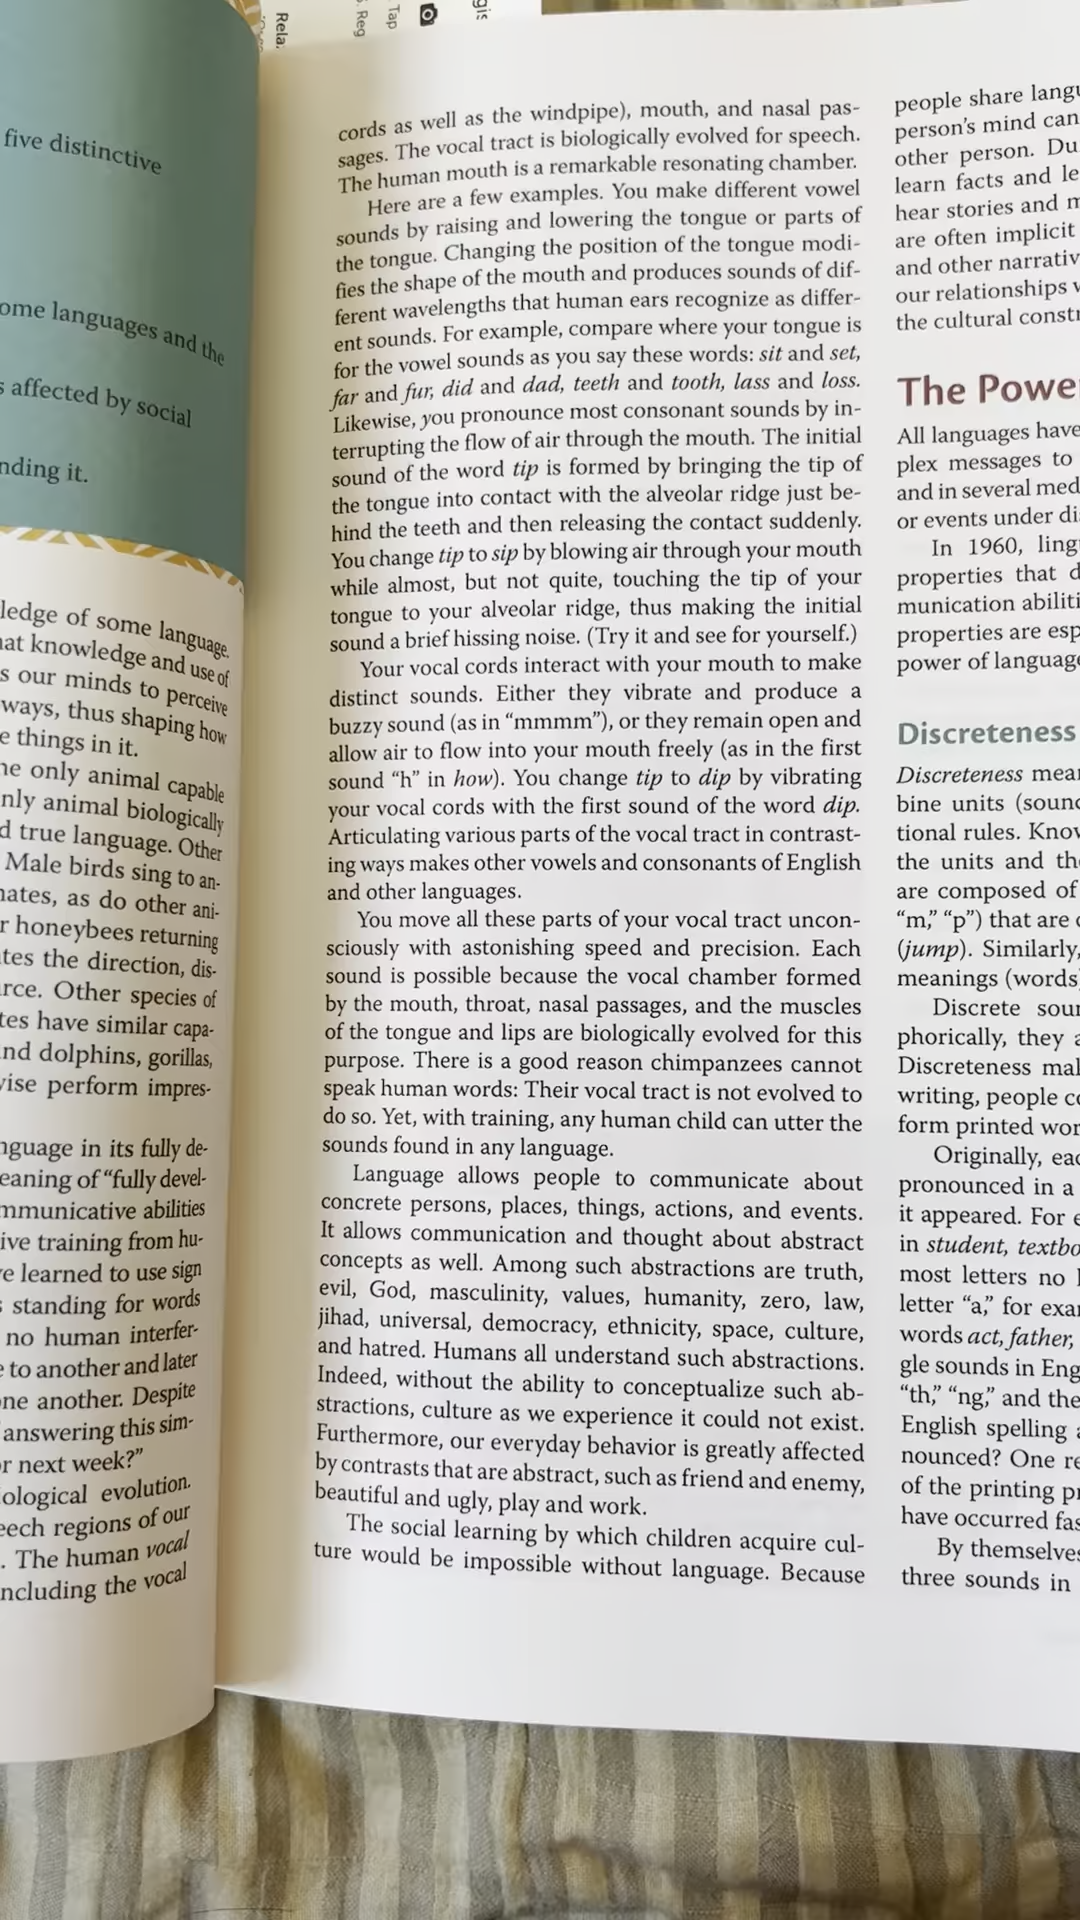 Rela
. Reg
Tap
gis
five distinctive
ome languages and the
s affected by social
nding it.
ledge of some language.
hat knowledge and use of
s our minds to perceive
ways, thus shaping how
e things in it.
he only animal capable
nly animal biologically
d true language. Other
Male birds sing to an-
nates, as do other ani-
r honeybees returning
tes the direction, dis-
rce. Other species of
tes have similar capa-
nd dolphins, gorillas,
wise perform impres-
nguage in its fully de-
eaning of “fully devel-
mmunicative abilities
ive training from hu-
e learned to use sign
s standing for words
no human interfer-
e to another and later
one another. Despite
answering this sim-
or next week?”
ological evolution.
eech regions of our
. The human vocal
ncluding the vocal
cords as well as the windpipe), mouth, and nasal pas-
sages. The vocal tract is biologically evolved for speech.
The human mouth is a remarkable resonating chamber.
Here are a few examples. You make different vowel
sounds by raising and lowering the tongue or parts of
the tongue. Changing the position of the tongue modi-
fies the shape of the mouth and produces sounds of dif-
ferent wavelengths that human ears recognize as differ-
ent sounds. For example, compare where your tongue is
for the vowel sounds as you say these words: sit and set,
far and fur, did and dad, teeth and tooth, lass and loss.
Likewise, you pronounce most consonant sounds by in-
terrupting the flow of air through the mouth. The initial
sound of the word tip is formed by bringing the tip of
the tongue into contact with the alveolar ridge just be-
hind the teeth and then releasing the contact suddenly.
You change tip to sip by blowing air through your mouth
while almost, but not quite, touching the tip of your
tongue to your alveolar ridge, thus making the initial
sound a brief hissing noise. (Try it and see for yourself.)
Your vocal cords interact with your mouth to make
distinct sounds. Either they vibrate and produce a
buzzy sound (as in “mmmm”), or they remain open and
allow air to flow into your mouth freely (as in the first
sound “h” in how). You change tip to dip by vibrating
your vocal cords with the first sound of the word dip.
Articulating various parts of the vocal tract in contrast-
ing ways makes other vowels and consonants of English
and other languages.
You move all these parts of your vocal tract uncon-
sciously with astonishing speed and precision. Each
sound is possible because the vocal chamber formed
by the mouth, throat, nasal passages, and the muscles
of the tongue and lips are biologically evolved for this
purpose. There is a good reason chimpanzees cannot
speak human words: Their vocal tract is not evolved to
do so. Yet, with training, any human child can utter the
sounds found in any language.
Language allows people to communicate about
concrete persons, places, things, actions, and events.
It allows communication and thought about abstract
concepts as well. Among such abstractions are truth,
evil, God, masculinity, values, humanity, zero, law,
jihad, universal, democracy, ethnicity, space, culture,
and hatred. Humans all understand such abstractions.
Indeed, without the ability to conceptualize such ab-
stractions, culture as we experience it could not exist.
Furthermore, our everyday behavior is greatly affected
by contrasts that are abstract, such as friend and enemy,
beautiful and ugly, play and work.
The social learning by which children acquire cul-
ture would be impossible without language. Because
people share langu
person’s mind can
other person. Du
learn facts and le
hear stories and m
are often implicit
and other narrativ
our relationships w
the cultural constr
The Power
All languages have
plex messages to
and in several med
or events under di
In 1960, ling
properties that d
munication abiliti
properties are esp
power of language
Discreteness
Discreteness mean
bine units (sound
tional rules. Know
the units and th
are composed of
“m,” “p”) that are c
(jump). Similarly,
meanings (words)
Discrete soun
phorically, they a
Discreteness mak
writing, people co
form printed wor
Originally, eac
pronounced in a
it appeared. For e
in student, textbo
most letters no l
letter “a,” for exam
words act, father,
gle sounds in Eng
“th,” “ng,” and the
English spelling a
nounced? One re
of the printing pr
have occurred fas
By themselves
three sounds in